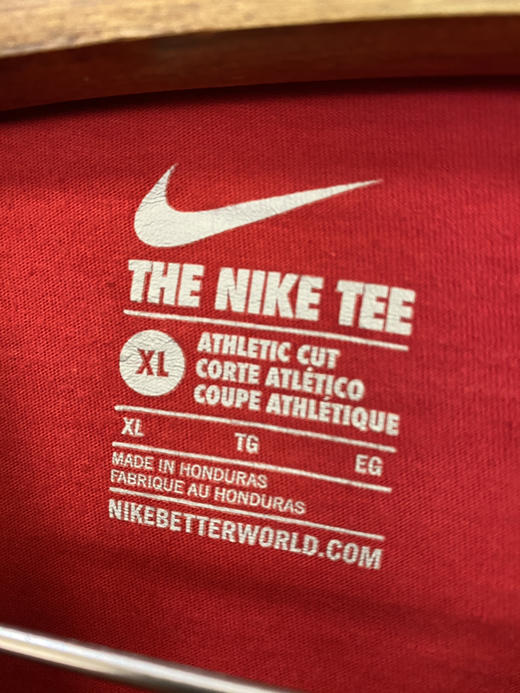 THE NIKE TEE
XL
ATHLETIC CUT
CORTE ATLÉTICO
COUPE ATHLÉTIQUE
XL TG EG
MADE IN HONDURAS
FABRIQUE AU HONDURAS
NIKEBETTERWORLD.COM